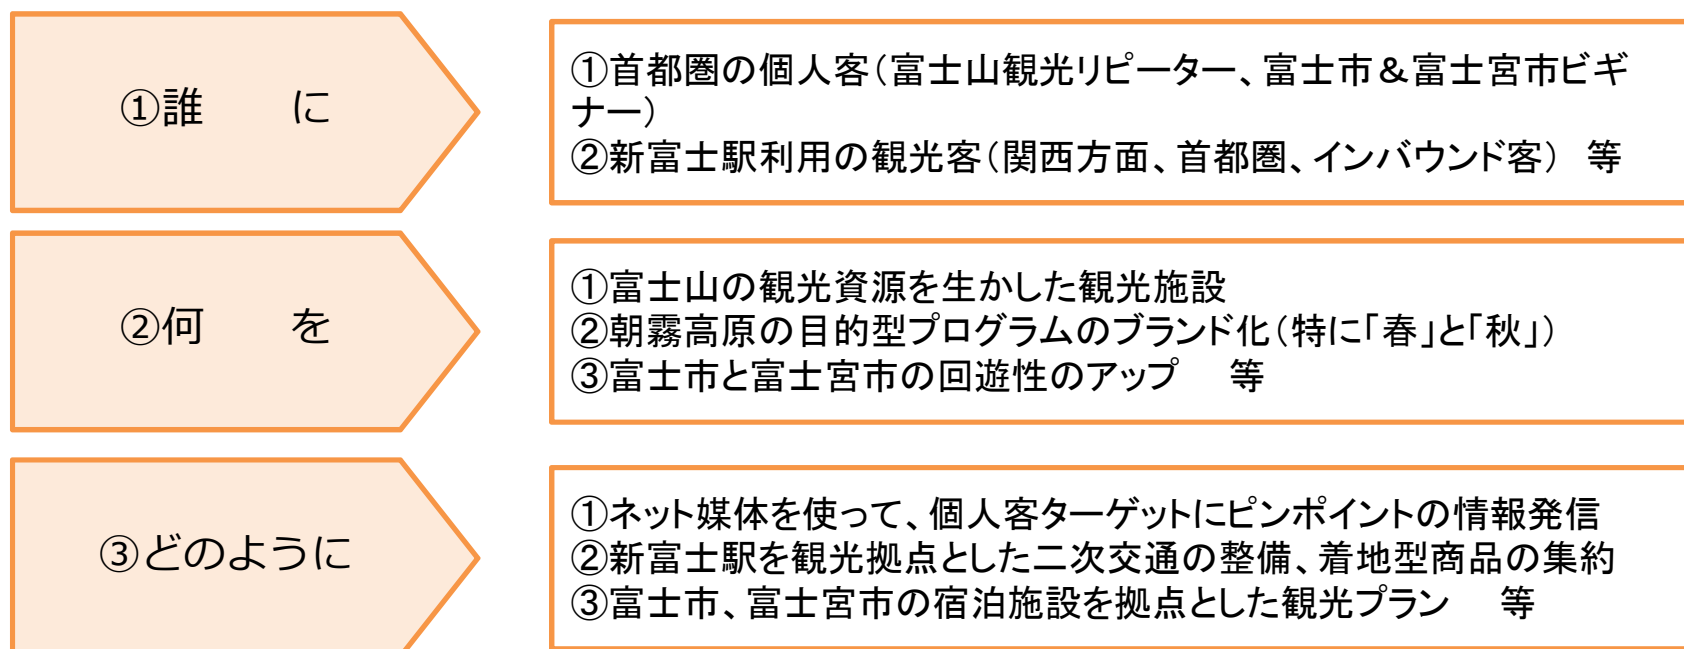 ①誰　　に
①首都圏の個人客（富士山観光リピーター、富士市＆富士宮市ビギ
ナー）
②新富士駅利用の観光客（関西方面、首都圏、インバウンド客）　等
②何　　を
①富士山の観光資源を生かした観光施設
②朝霧高原の目的型プログラムのブランド化（特に「春」と「秋」）
③富士市と富士宮市の回遊性のアップ　等
③どのように
①ネット媒体を使って、個人客ターゲットにピンポイントの情報発信
②新富士駅を観光拠点とした二次交通の整備、着地型商品の集約
③富士市、富士宮市の宿泊施設を拠点とした観光プラン　等